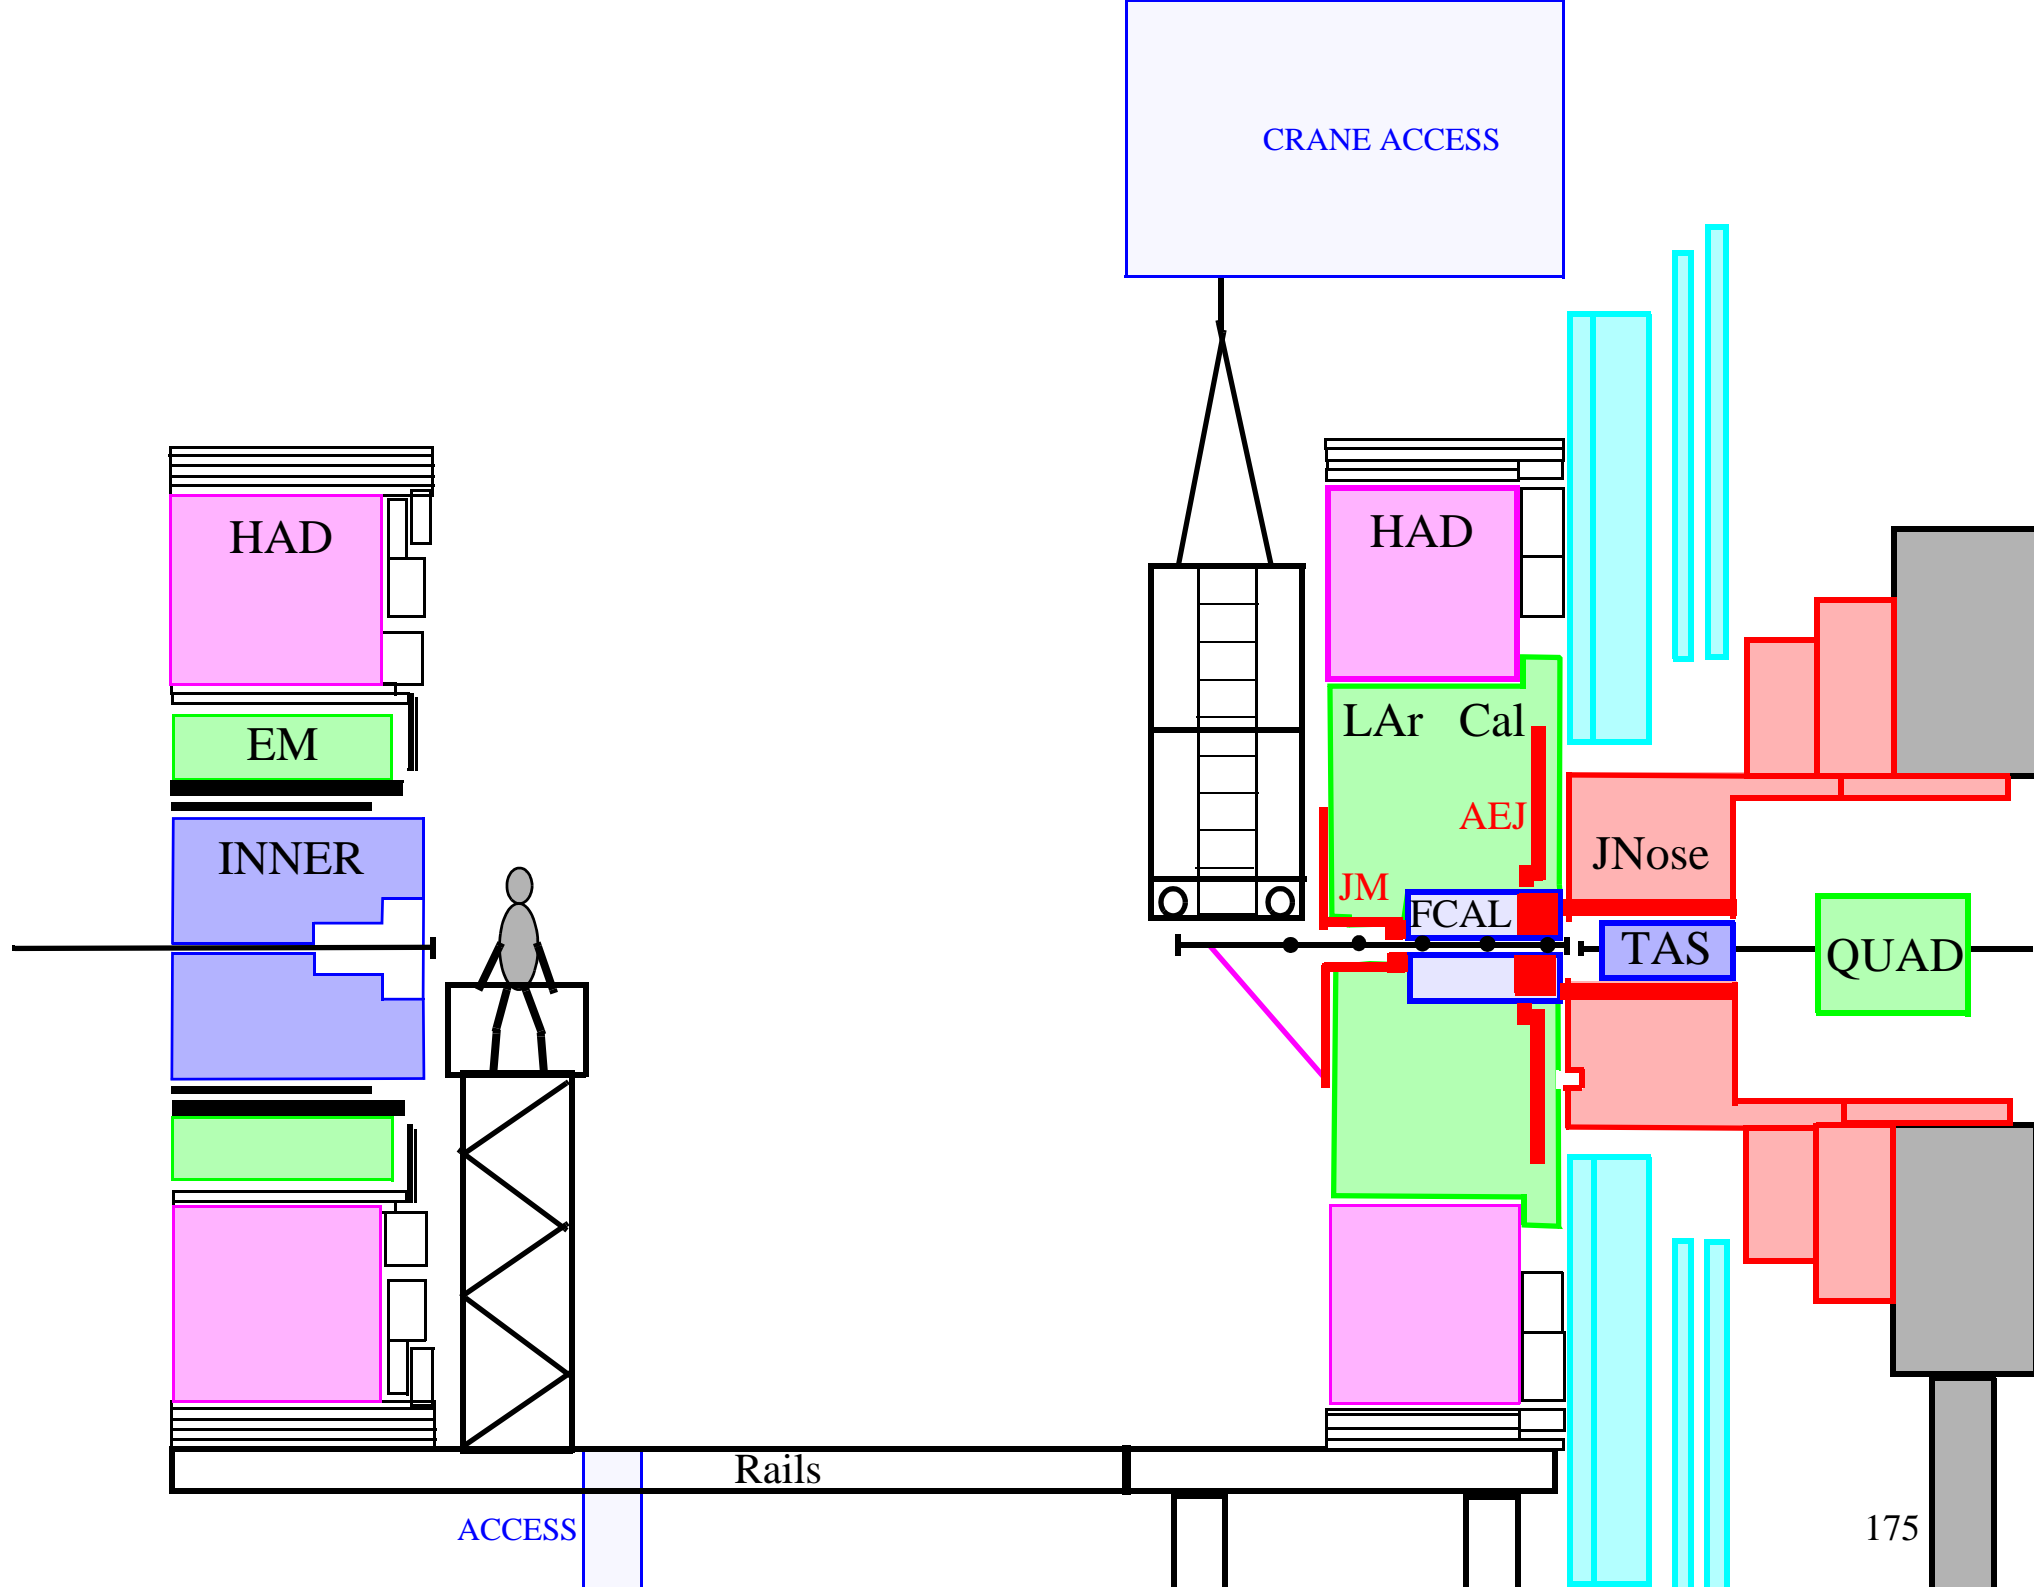 CRANE ACCESS
HAD
HAD
EM
LAr Cal
AEJ
INNER
JM
JNose
FCAL
TAS
QUAD
Rails
ACCESS
175